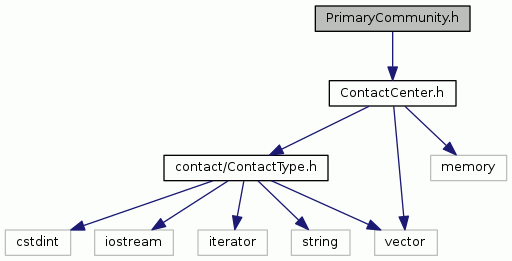 PrimaryCommunity.h
ContactCenter.h
contact/ContactType.h
memory
cstdint
iostream
iterator
string
vector